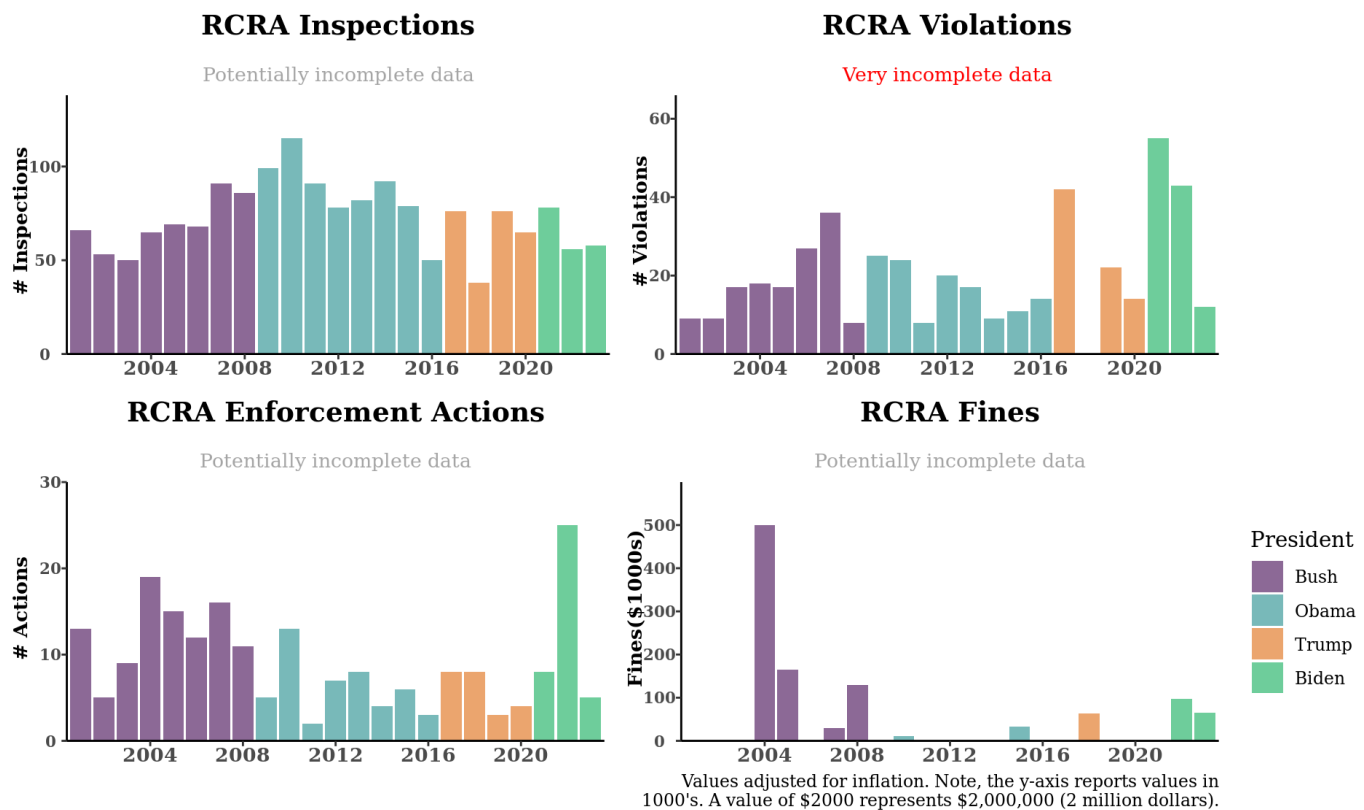 RCRA Inspections
Potentially incomplete data
# Inspections
100
50
0
2004 2008 2012 2016 2020
RCRA Violations
Very incomplete data
# Violations
60
40
20
0
2004 2008 2012 2016 2020
RCRA Enforcement Actions
Potentially incomplete data
# Actions
30
20
10
0
2004 2008 2012 2016 2020
RCRA Fines
Potentially incomplete data
Fines($1000s)
500
400
300
200
100
0
2004 2008 2012 2016 2020
President
Bush
Obama
Trump
Biden
Values adjusted for inflation. Note, the y-axis reports values in
1000's. A value of $2000 represents $2,000,000 (2 million dollars).